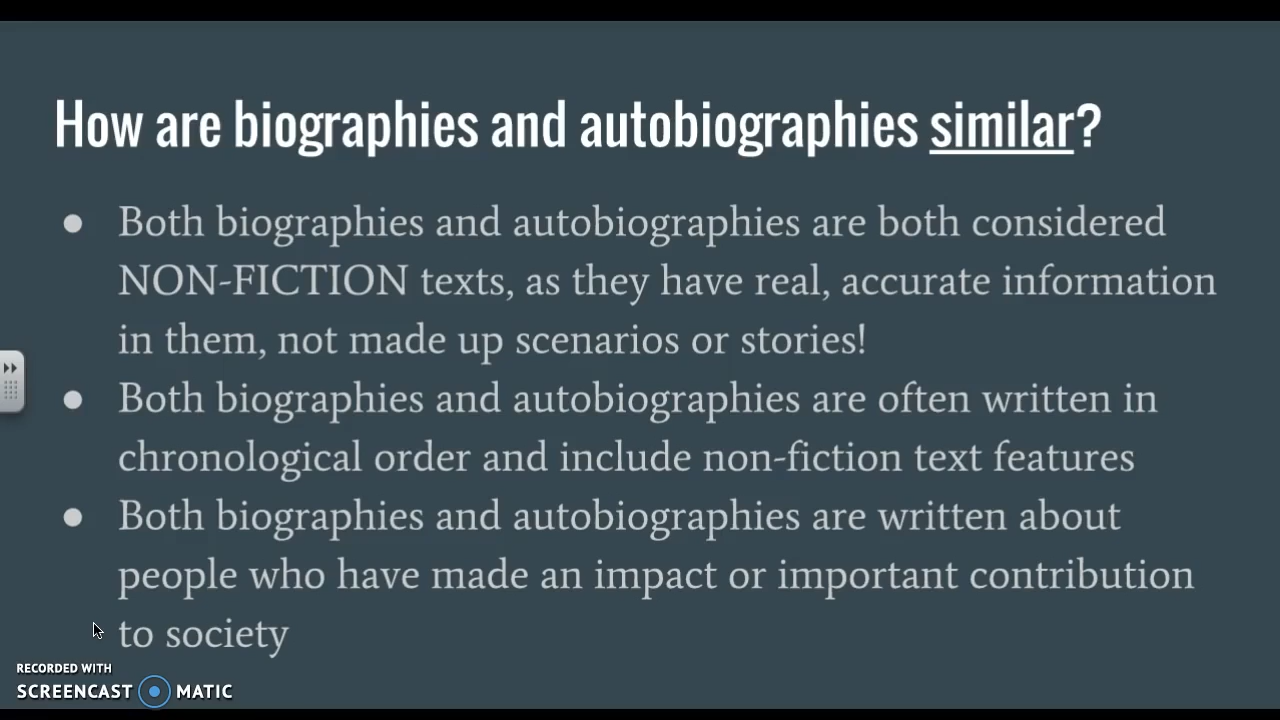 How are biographies and autobiographies similar?
● Both biographies and autobiographies are both considered
NON-FICTION texts, as they have real, accurate information
in them, not made up scenarios or stories!
● Both biographies and autobiographies are often written in
chronological order and include non-fiction text features
● Both biographies and autobiographies are written about
people who have made an impact or important contribution
to society
RECORDED WITH
SCREENCAST MATIC